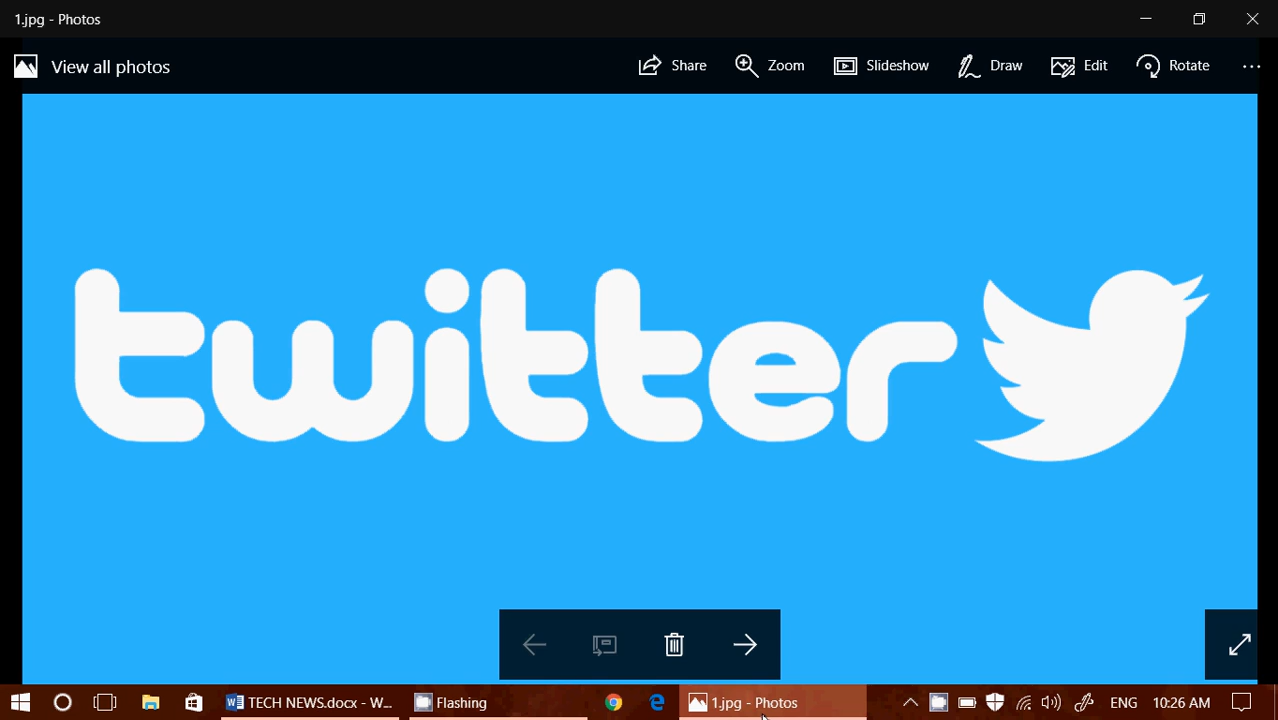 1.jpg - Photos
View all photos
Share
Zoom
Slideshow
Draw
Edit
Rotate
twitter
TECH NEWS.docx - W...
Flashing
1.jpg - Photos
ENG
10:26 AM